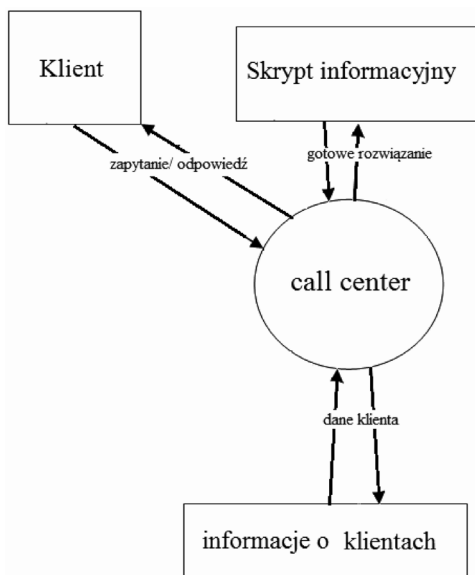 Klient
Skrypt informacyjny
zapytanie/ odpowiedź
gotowe rozwiązanie
call center
dane klienta
informacje o klientach